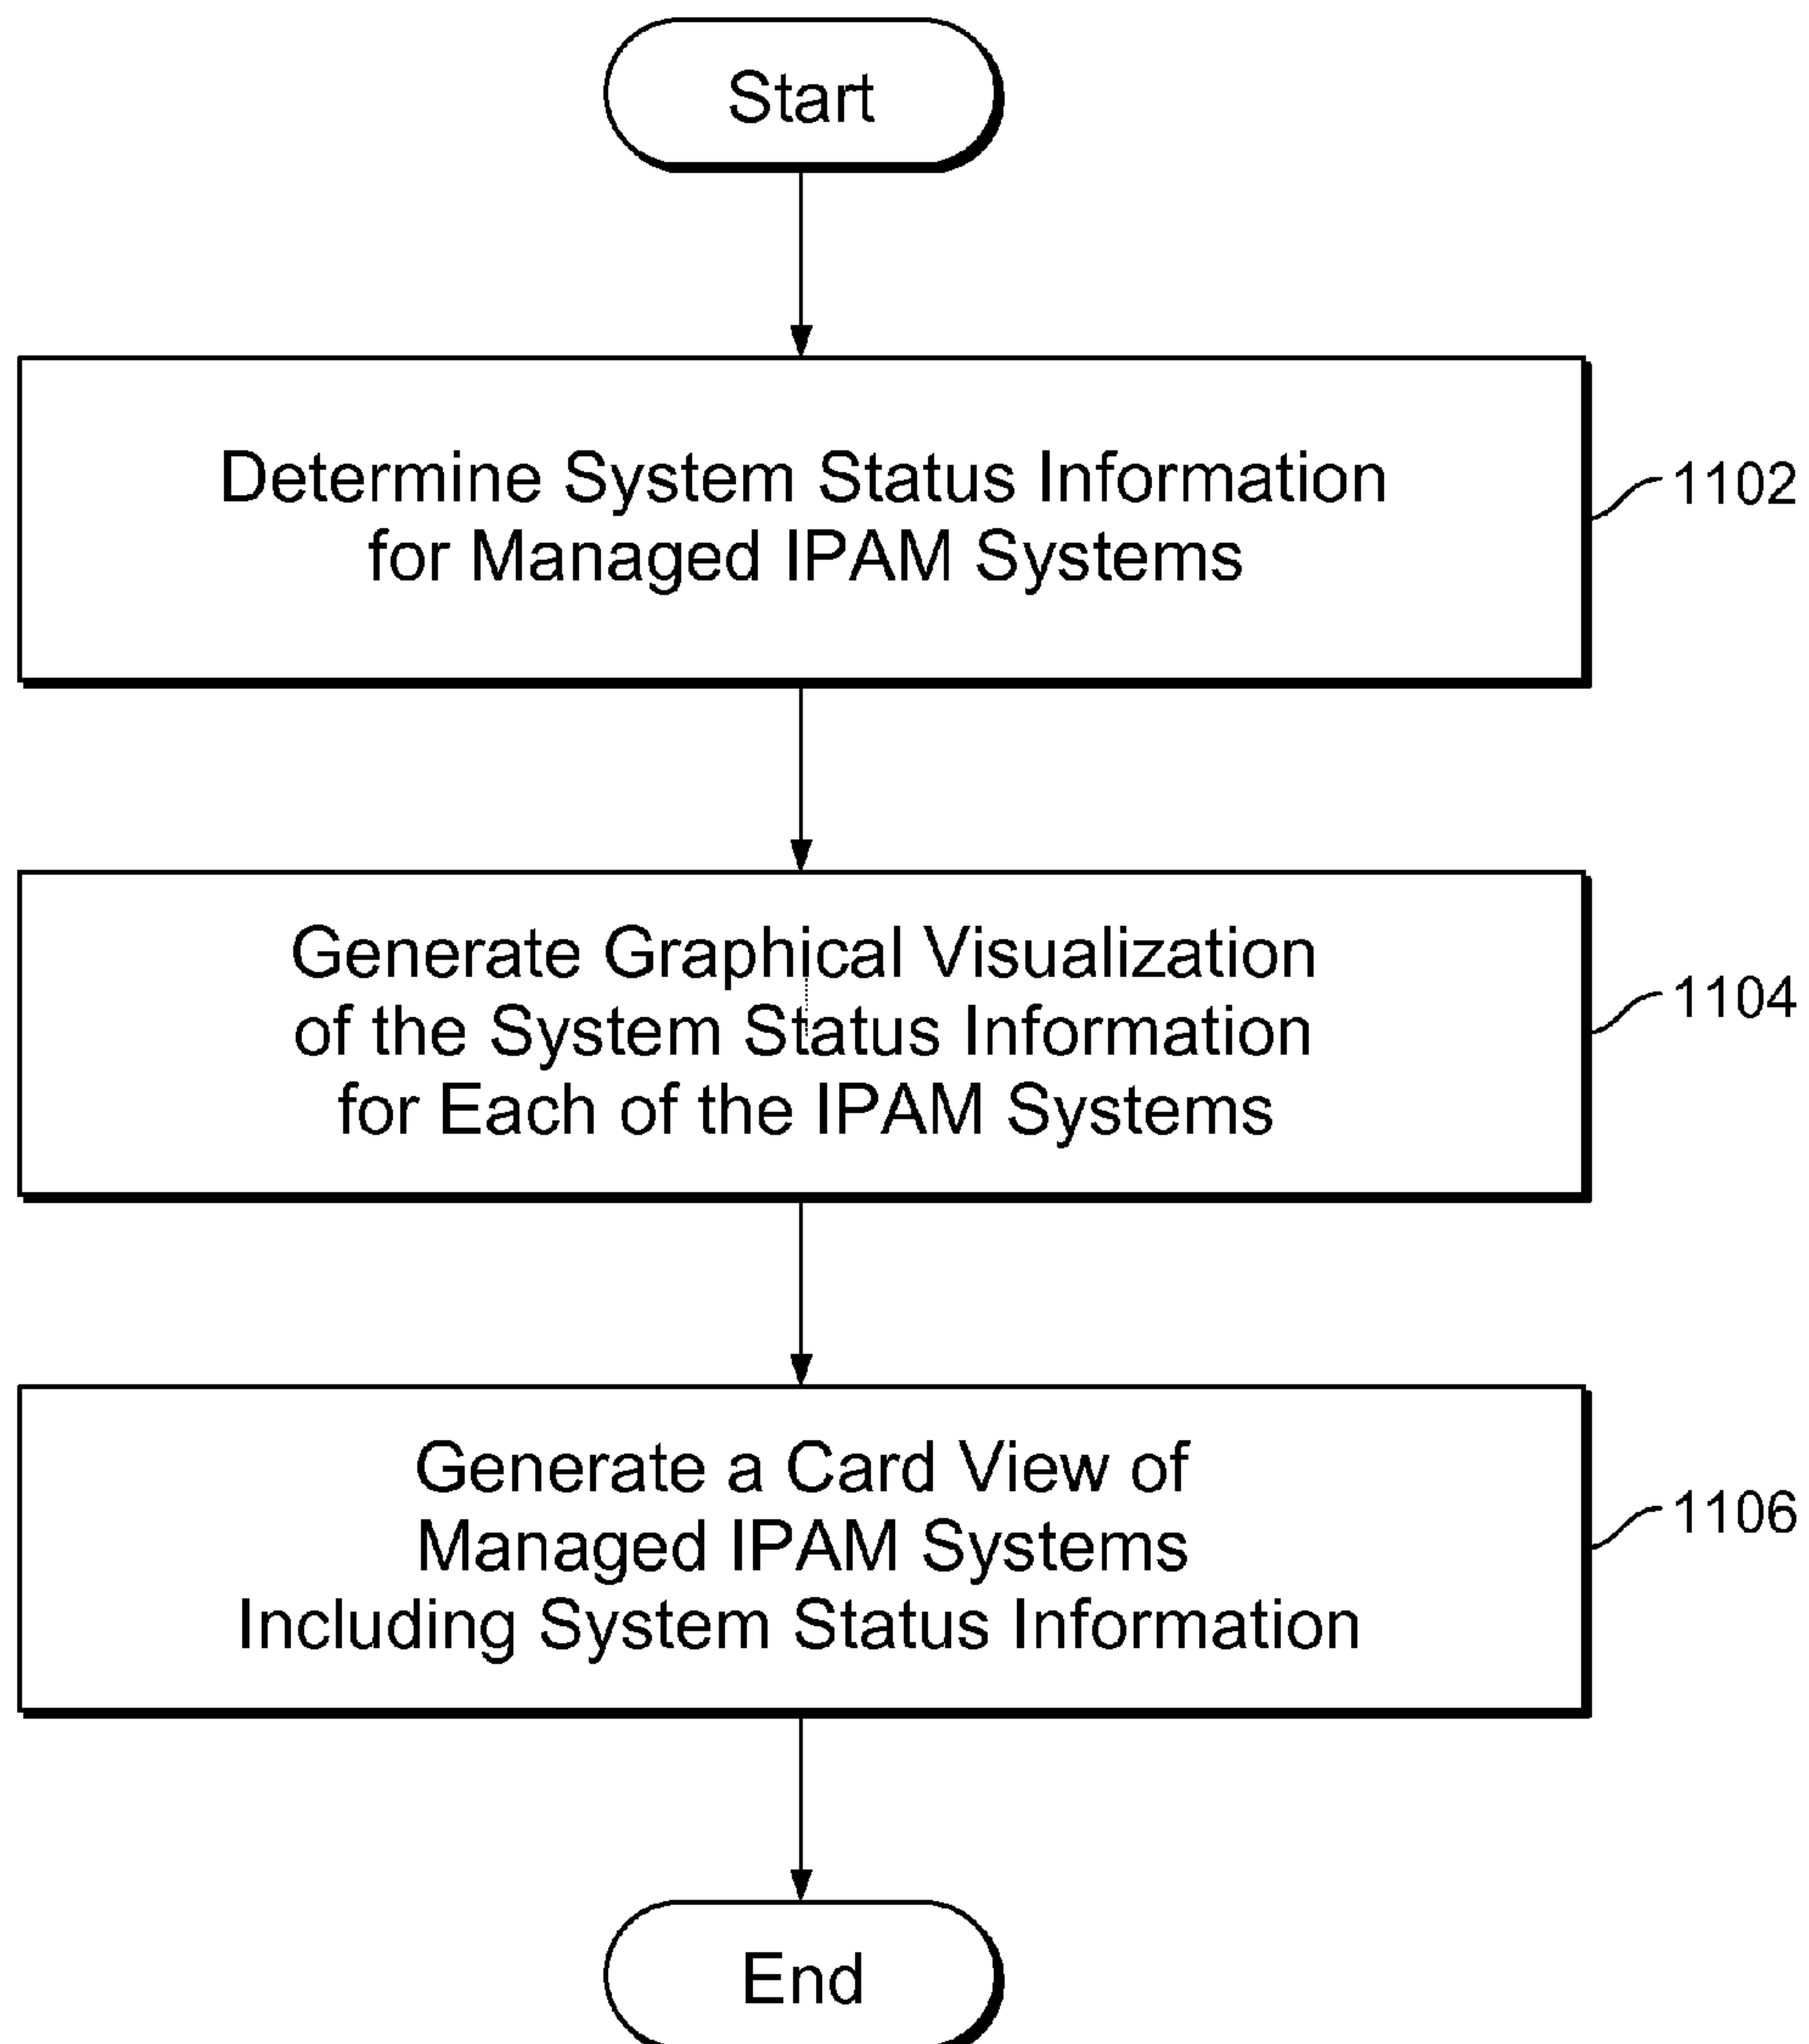 Start
Determine System Status Information
for Managed IPAM Systems
1102
Generate Graphical Visualization
of the System Status Information
for Each of the IPAM Systems
1104
Generate a Card View of
Managed IPAM Systems
Including System Status Information
1106
End